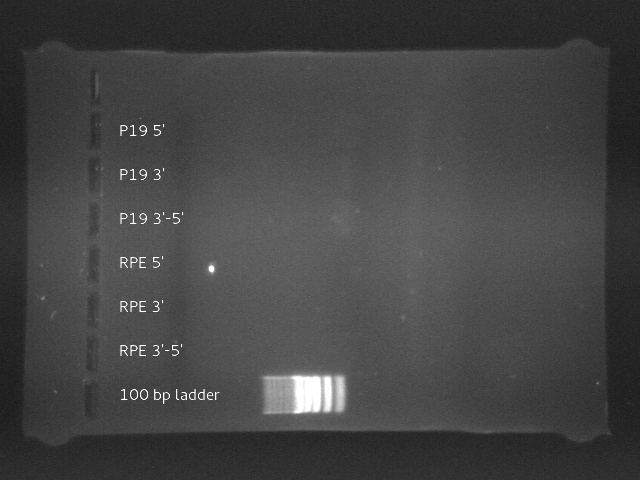 P19 5'
P19 3'
P19 3'-5'
RPE 5'
RPE 3'
RPE 3'-5'
100 bp ladder